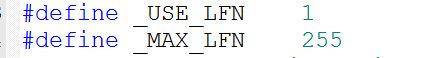 #define _USE_LFN 1
#define _MAX_LFN 255